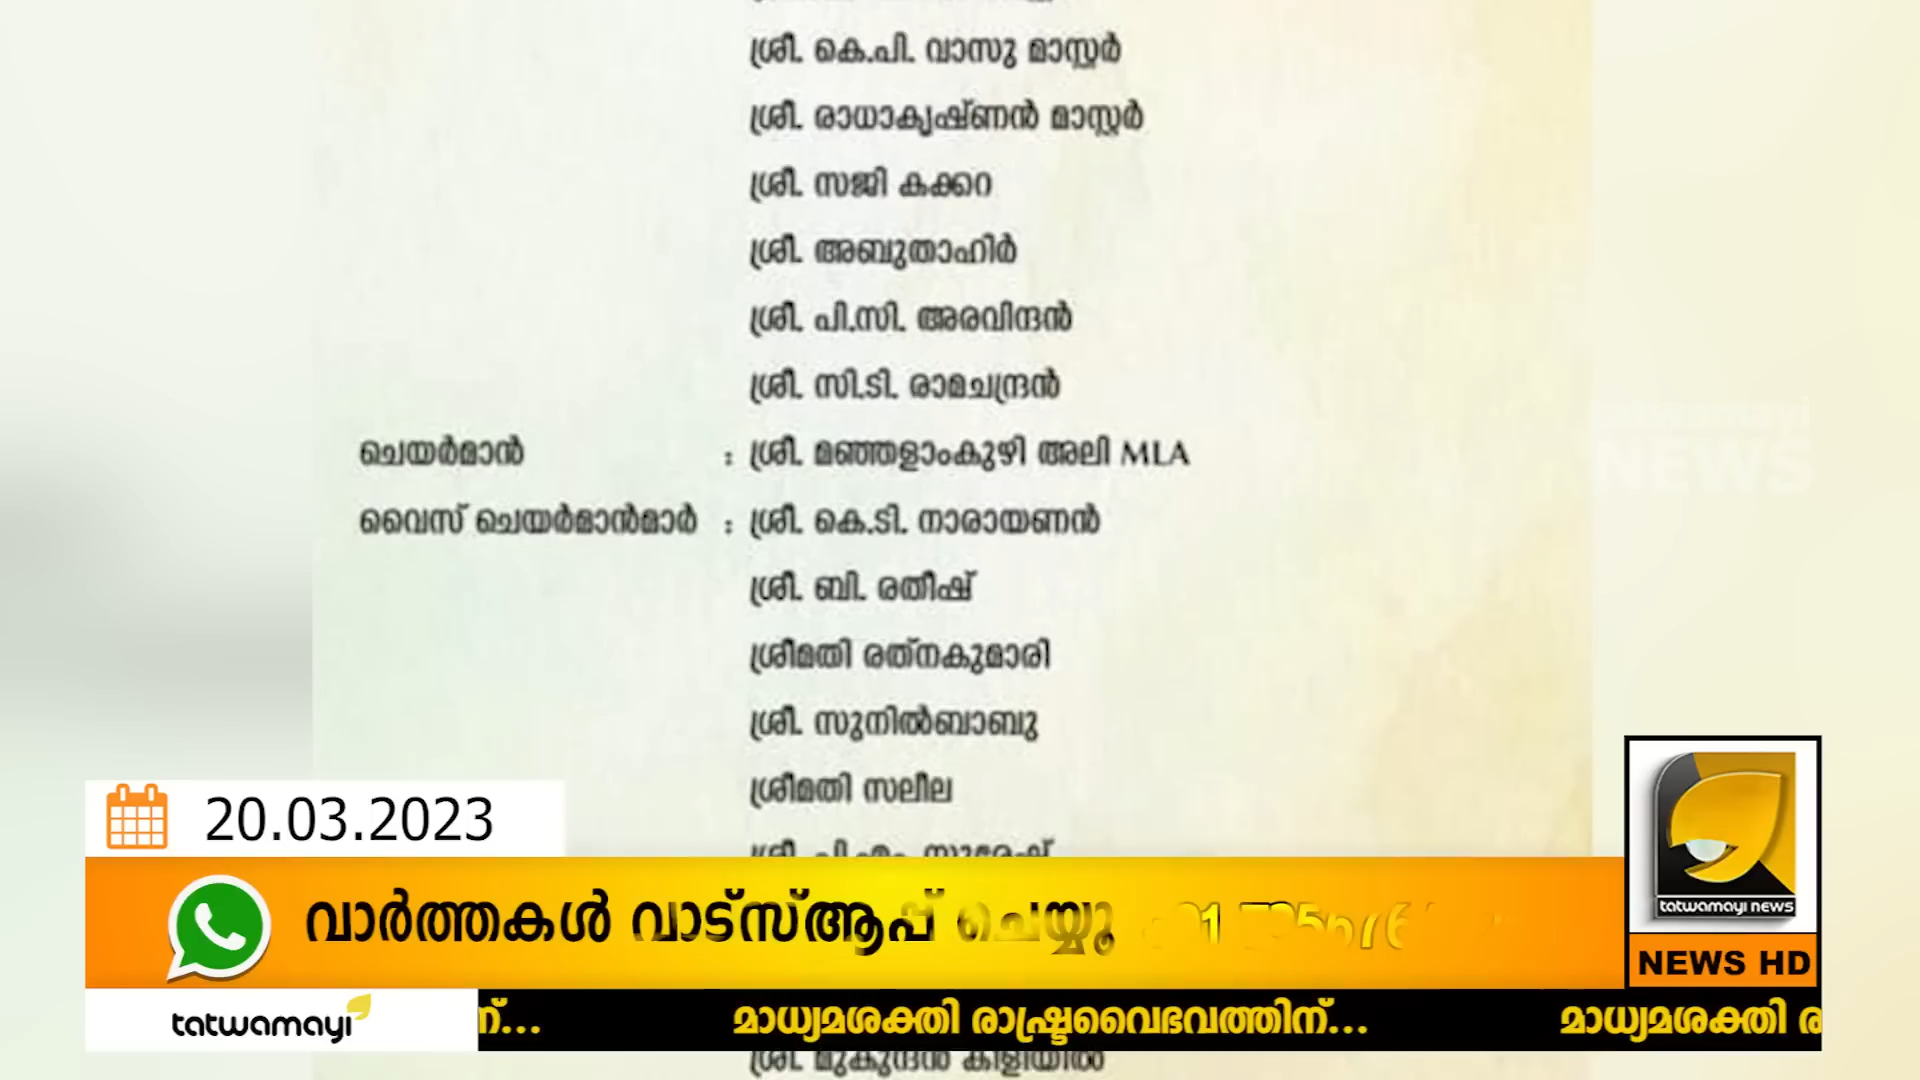 ശ്രീ. കെ.പി. വാസു മാസ്റ്റർ
ശ്രീ. രാധാകൃഷ്ണൻ മാസ്റ്റർ
ശ്രീ. സജി കക്കറ
ശ്രീ. അബുതാഹിർ
ശ്രീ. പി.സി. അരവിന്ദൻ
ശ്രീ. സി.ടി. രാമചന്ദ്രൻ
ചെയർമാൻ : ശ്രീ. മഞ്ഞളാംകുഴി അലി MLA
വൈസ് ചെയർമാൻമാർ : ശ്രീ. കെ.ടി. നാരായണൻ
ശ്രീ. ബി. രതീഷ്
ശ്രീമതി രത്നകുമാരി
ശ്രീ. സുനിൽബാബു
ശ്രീമതി സലീല
ശ്രീ. പി.എം. സുരേഷ്
20.03.2023
വാർത്തകൾ വാട്സ്ആപ്പ് ചെയ്യൂ
tatwamayi news
NEWS HD
tatwamayi
ന്... മാധ്യമശക്തി രാഷ്ട്രവൈഭവത്തിന്... മാധ്യമശക്തി ര
ശ്രീ. മുകുന്ദൻ കിളിയിൽ
NEWS